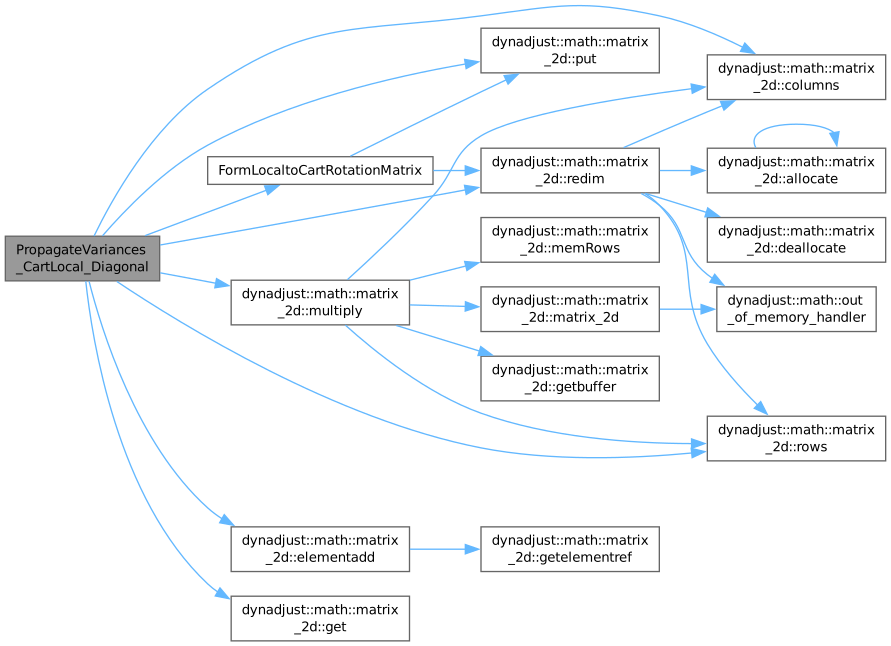 dynadjust::math::matrix
_2d::put
dynadjust::math::matrix
_2d::columns
FormLocaltoCartRotationMatrix
dynadjust::math::matrix
_2d::redim
dynadjust::math::matrix
_2d::allocate
PropagateVariances
_CartLocal_Diagonal
dynadjust::math::matrix
_2d::memRows
dynadjust::math::matrix
_2d::deallocate
dynadjust::math::matrix
_2d::multiply
dynadjust::math::matrix
_2d::matrix_2d
dynadjust::math::out
_of_memory_handler
dynadjust::math::matrix
_2d::getbuffer
dynadjust::math::matrix
_2d::rows
dynadjust::math::matrix
_2d::elementadd
dynadjust::math::matrix
_2d::getelementref
dynadjust::math::matrix
_2d::get